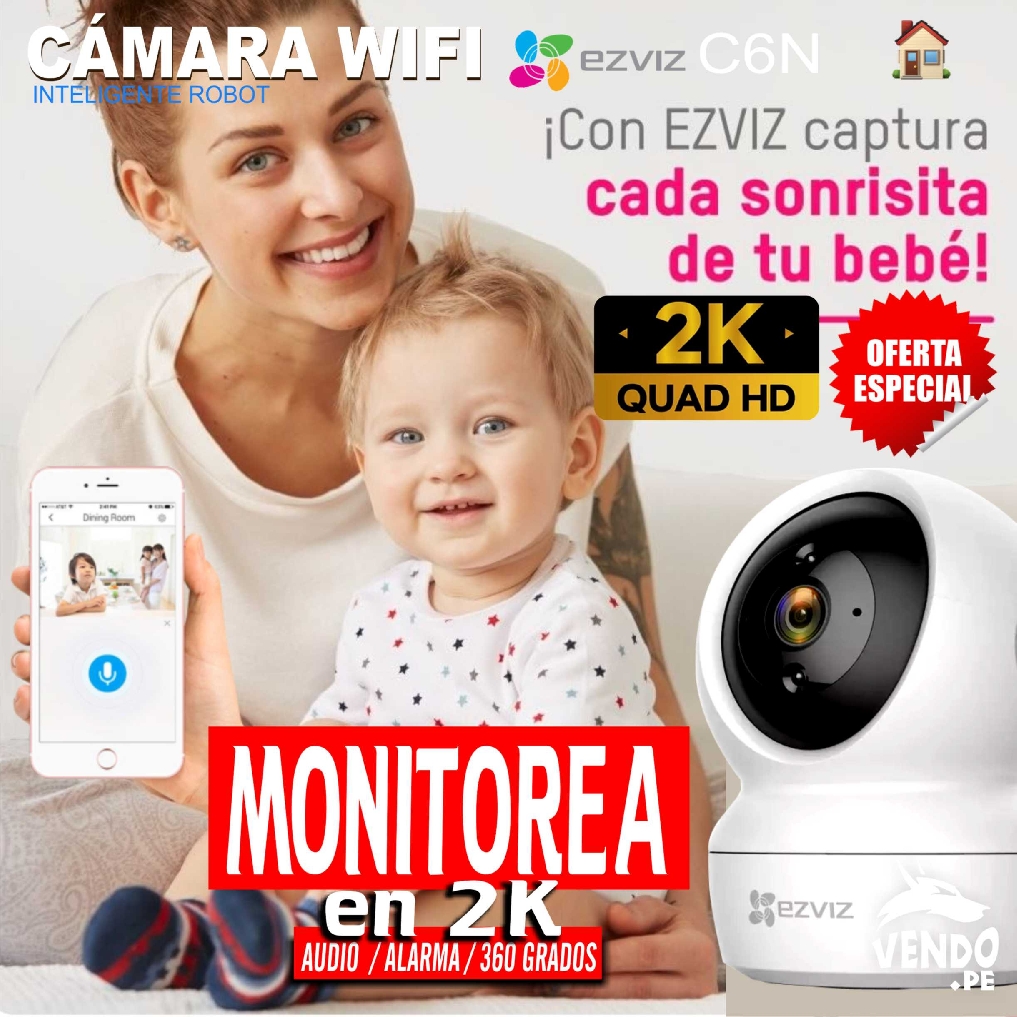 CÁMARA WIFI
INTELIGENTE ROBOT
ezviz C6N
¡Con EZVIZ captura
cada sonrisita
de tu bebé!
2K
QUAD HD
OFERTA
ESPECIAL
Dining Room
MONITOREA
en 2K
AUDIO / ALARMA / 360 GRADOS
ezviz
VENDO
.PE